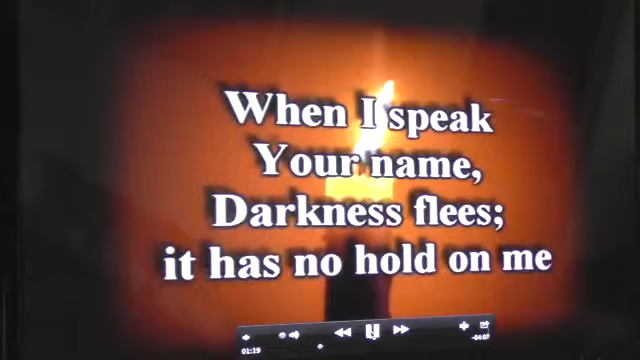 When I speak
Your name,
Darkness flees;
it has no hold on me
01:19
-04:07